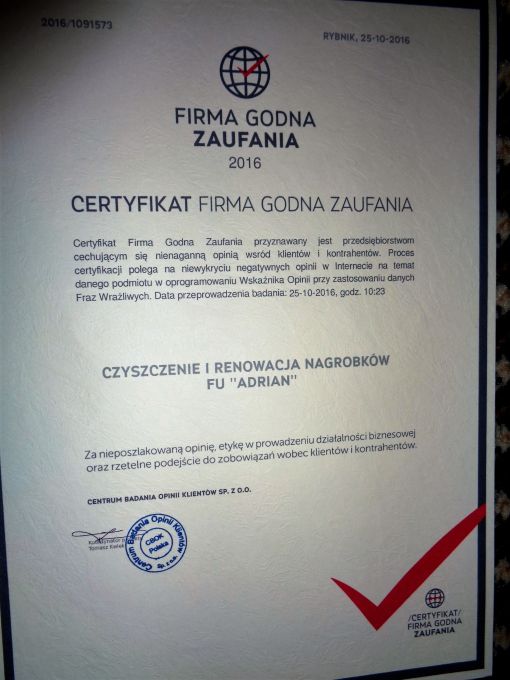 2016/1091573
RYBNIK, 25-10-2016
FIRMA GODNA
ZAUFANIA
2016
CERTYFIKAT FIRMA GODNA ZAUFANIA
Certyfikat Firma Godna Zaufania przyznawany jest przedsiębiorstwom
cechującym się nienaganną opinią wsród klientów i kontrahentów. Proces
certyfikacji polega na niewykryciu negatywnych opinii w Internecie na temat
danego podmiotu w oprogramowaniu Wskaźnika Opinii przy zastosowaniu danych
Fraz Wrażliwych. Data przeprowadzenia badania: 25-10-2016, godz. 10:23
CZYSZCZENIE I RENOWACJA NAGROBKÓW
FU "ADRIAN"
Za nieposzlakowaną opinię, etykę w prowadzeniu działalności biznesowej
oraz rzetelne podejście do zobowiązań wobec klientów i kontrahentów.
CENTRUM BADANIA OPINII KLIENTÓW SP. Z O.O.
Tomasz
Centrum Badania Opinii Klientów
Sp. z o.o.
CBOK
Polska
/CERTYFIKAT/
FIRMA GODNA
ZAUFANIA